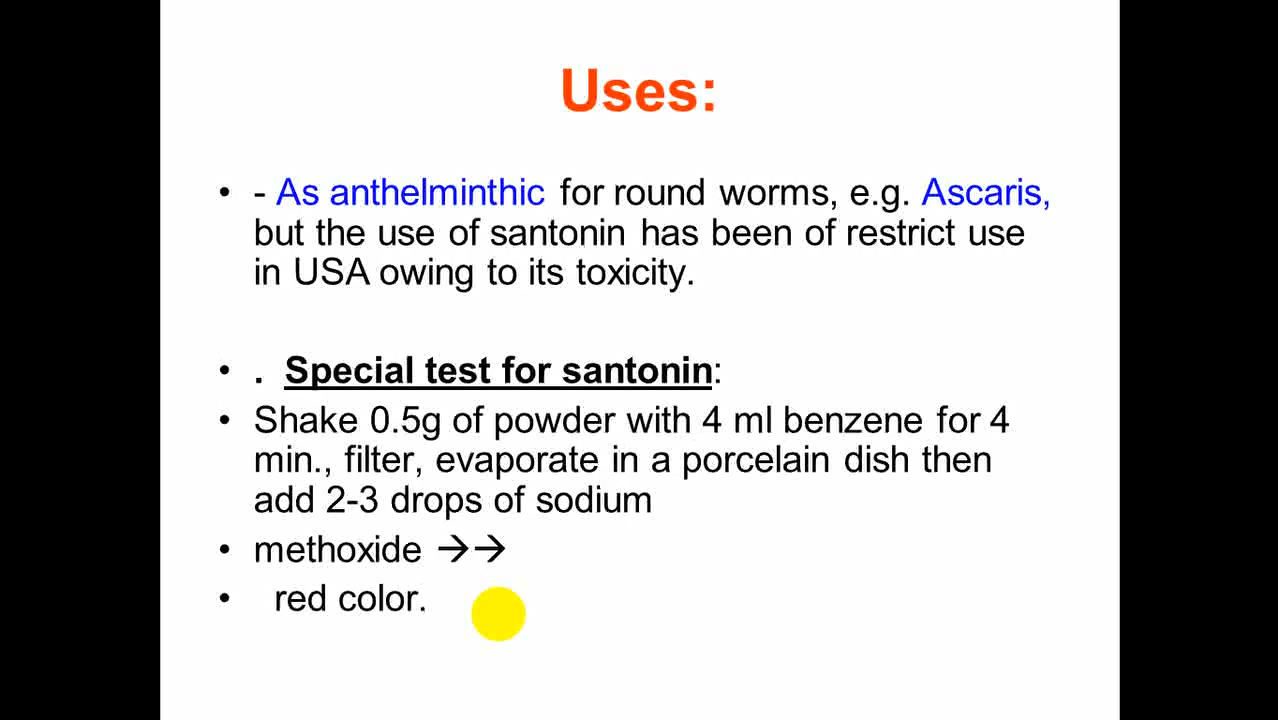 Uses:
• - As anthelminthic for round worms, e.g. Ascaris,
but the use of santonin has been of restrict use
in USA owing to its toxicity.
• . Special test for santonin:
• Shake 0.5g of powder with 4 ml benzene for 4
min., filter, evaporate in a porcelain dish then
add 2-3 drops of sodium
• methoxide →→
• red color.